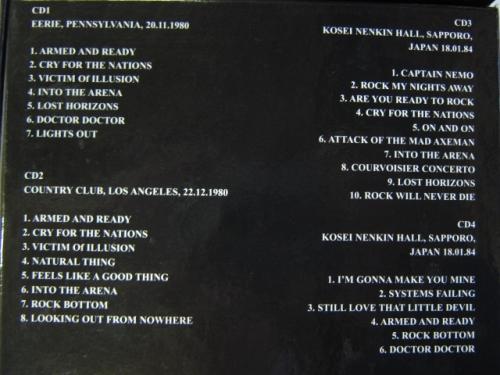 CD1
EERIE, PENNSYLVANIA, 20.11.1980
1. ARMED AND READY
2. CRY FOR THE NATIONS
3. VICTIM Of ILLUSION
4. INTO THE ARENA
5. LOST HORIZONS
6. DOCTOR DOCTOR
7. LIGHTS OUT
CD2
COUNTRY CLUB, LOS ANGELES, 22.12.1980
1. ARMED AND READY
2. CRY FOR THE NATIONS
3. VICTIM Of ILLUSION
4. NATURAL THING
5. FEELS LIKE A GOOD THING
6. INTO THE ARENA
7. ROCK BOTTOM
8. LOOKING OUT FROM NOWHERE
CD3
KOSEI NENKIN HALL, SAPPORO,
JAPAN 18.01.84
1. CAPTAIN NEMO
2. ROCK MY NIGHTS AWAY
3. ARE YOU READY TO ROCK
4. CRY FOR THE NATIONS
5. ON AND ON
6. ATTACK OF THE MAD AXEMAN
7. INTO THE ARENA
8. COURVOISIER CONCERTO
9. LOST HORIZONS
10. ROCK WILL NEVER DIE
CD4
KOSEI NENKIN HALL, SAPPORO,
JAPAN 18.01.84
1. I'M GONNA MAKE YOU MINE
2. SYSTEMS FAILING
3. STILL LOVE THAT LITTLE DEVIL
4. ARMED AND READY
5. ROCK BOTTOM
6. DOCTOR DOCTOR